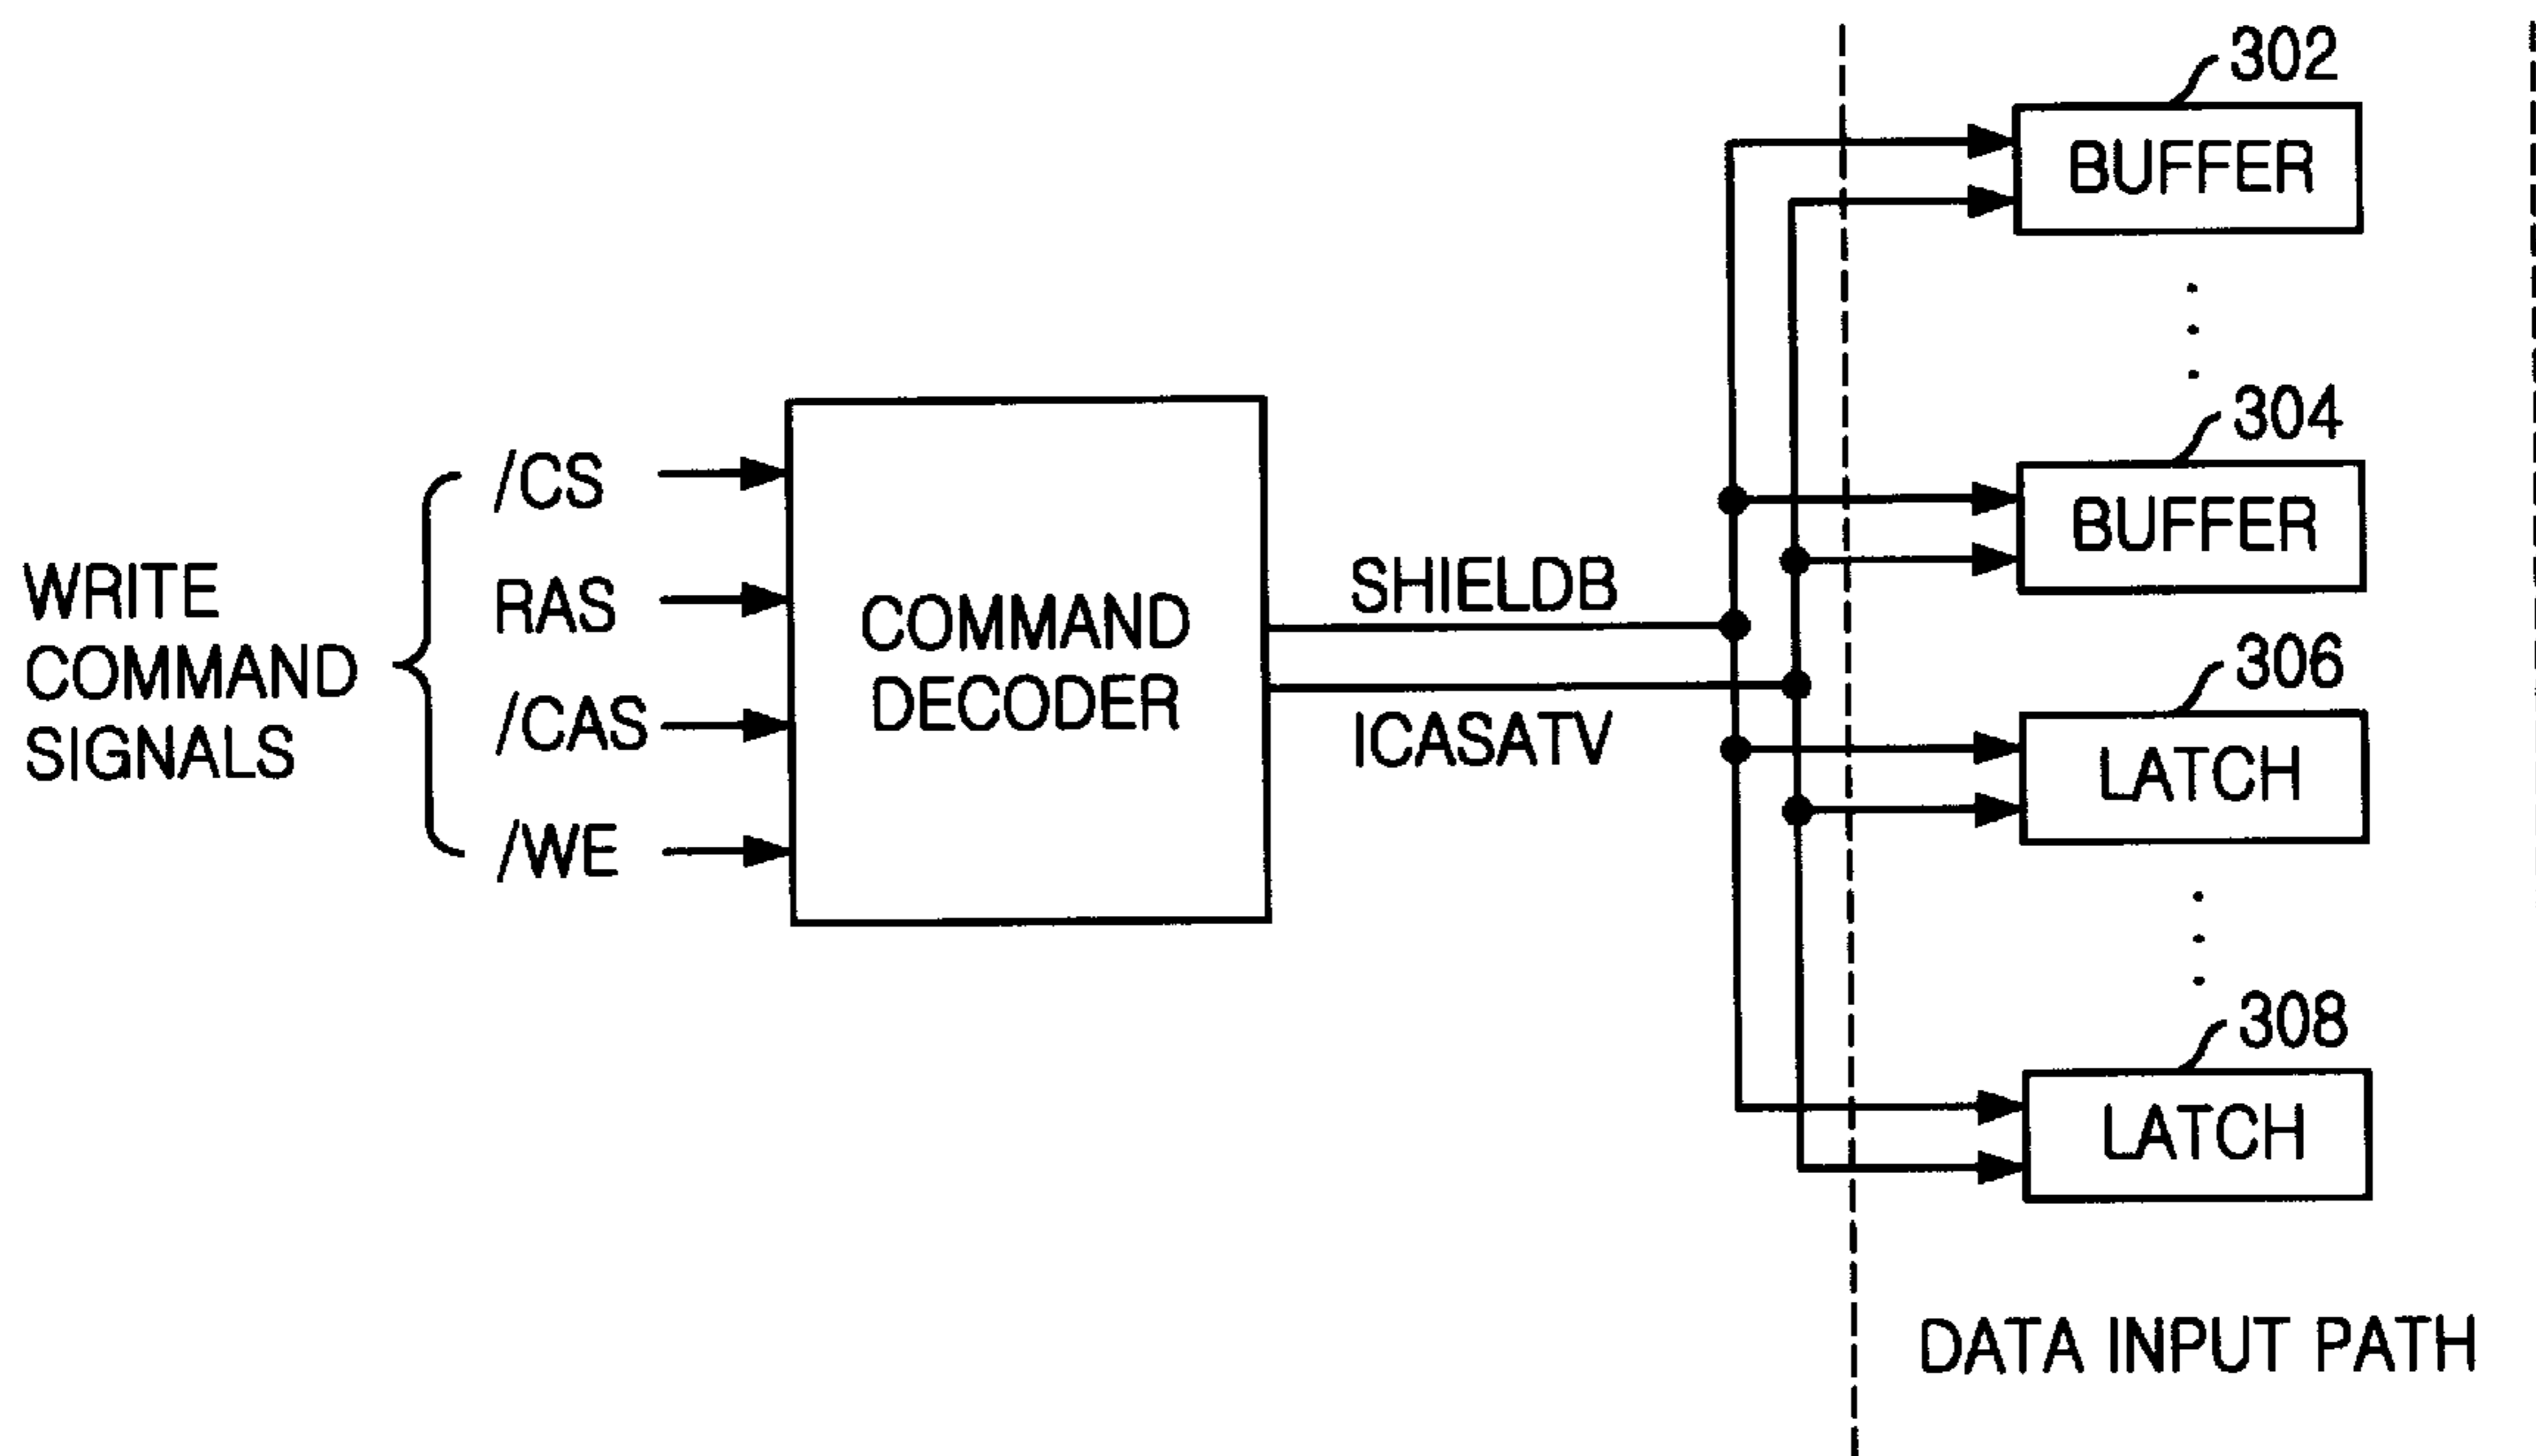 302
BUFFER
304
BUFFER
/CS
RAS
/CAS
/WE
WRITE
COMMAND
SIGNALS
COMMAND
DECODER
SHIELDB
ICASATV
306
LATCH
308
LATCH
DATA INPUT PATH